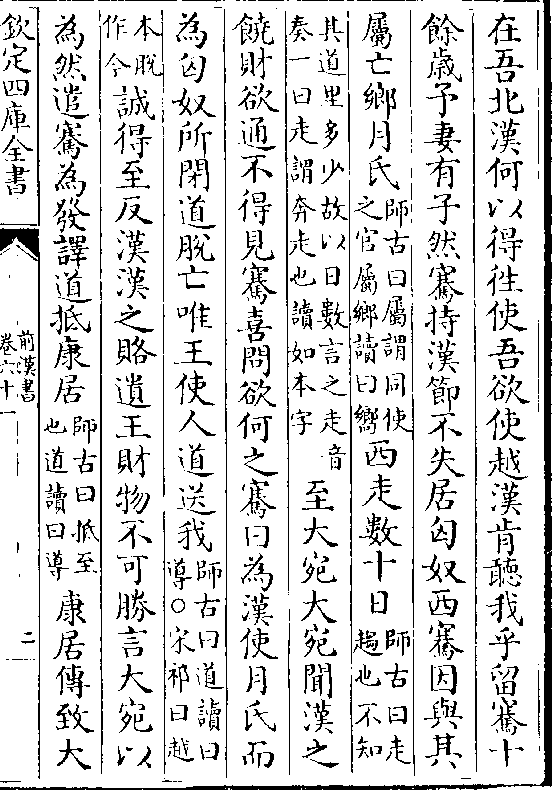 在吾北漢何以得徃使吾欲使越漢肯聽我乎留騫十
餘歳予妻有子然騫持漢節不失居匈奴西騫因與其
屬亡鄉月氏師古曰屬謂同使之官屬鄉讀曰嚮西走數十日師古曰走趨也不知
其道里多少故以日數言之走音奏一曰走謂奔走也讀如本字至大宛大宛聞漢之
饒財欲通不得見騫喜問欲何之騫曰為漢使月氏而
為匈奴所閉道脫亡唯王使人道送我師古曰道讀曰導○宋祁曰越
本脫作今誠得至反漢漢之賂遺王財物不可勝言大宛以
為然遣騫為發譯道抵康居師古曰抵至也道讀曰導康居傳致大
欽定四庫全書
前漢書
卷六十一
二